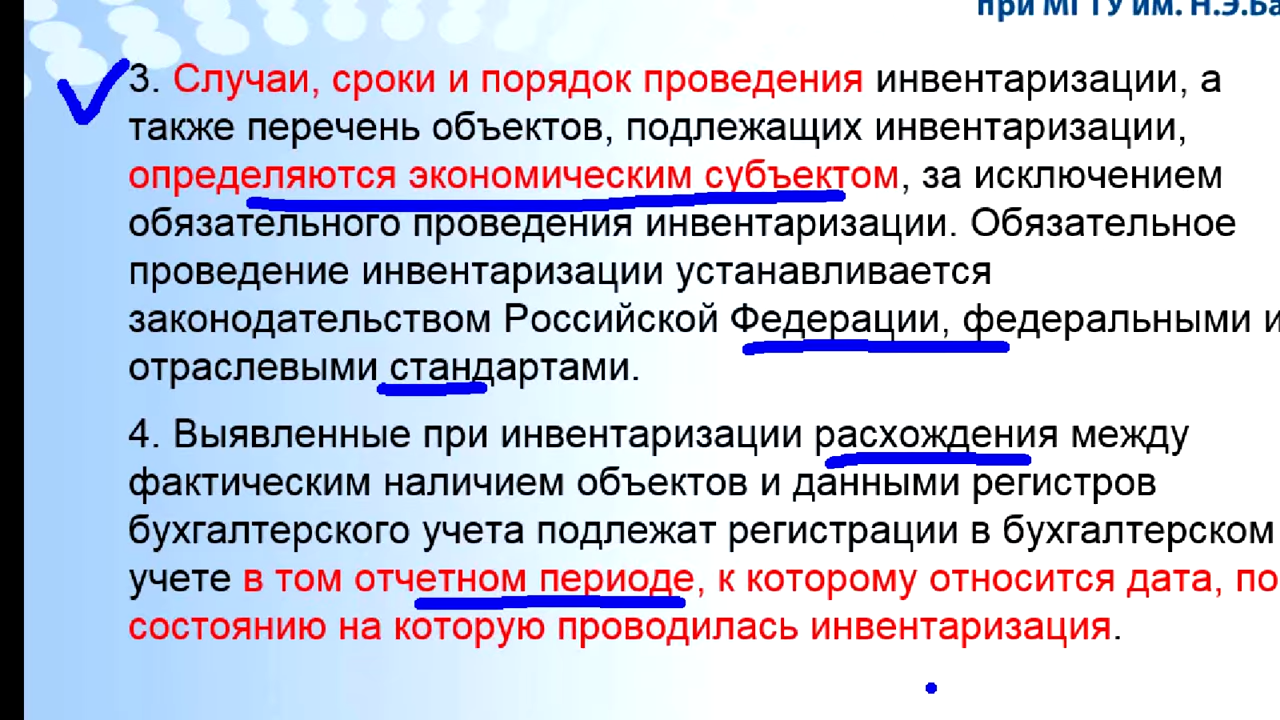 при МГТУ им. Н.Э.Ба
3. Случаи, сроки и порядок проведения инвентаризации, а
также перечень объектов, подлежащих инвентаризации,
определяются экономическим субъектом, за исключением
обязательного проведения инвентаризации. Обязательное
проведение инвентаризации устанавливается
законодательством Российской Федерации, федеральными и
отраслевыми стандартами.
4. Выявленные при инвентаризации расхождения между
фактическим наличием объектов и данными регистров
бухгалтерского учета подлежат регистрации в бухгалтерском
учете в том отчетном периоде, к которому относится дата, по
состоянию на которую проводилась инвентаризация.